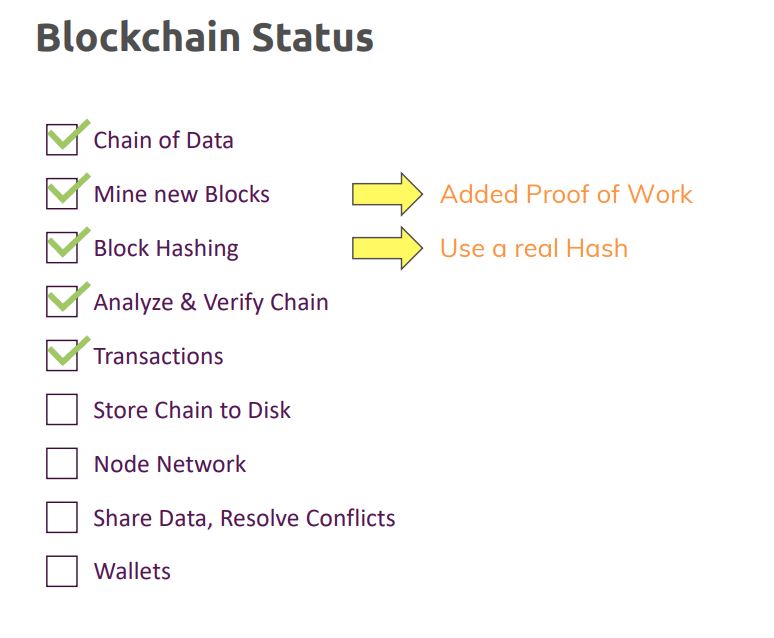 Blockchain Status
Chain of Data
Mine new Blocks Added Proof of Work
Block Hashing Use a real Hash
Analyze & Verify Chain
Transactions
Store Chain to Disk
Node Network
Share Data, Resolve Conflicts
Wallets